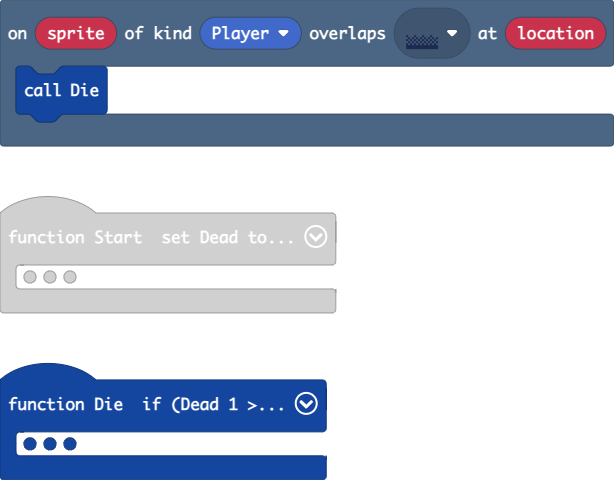 on sprite of kind Player overlaps at location
call Die
function Start set Dead to...
function Die if (Dead 1 >...